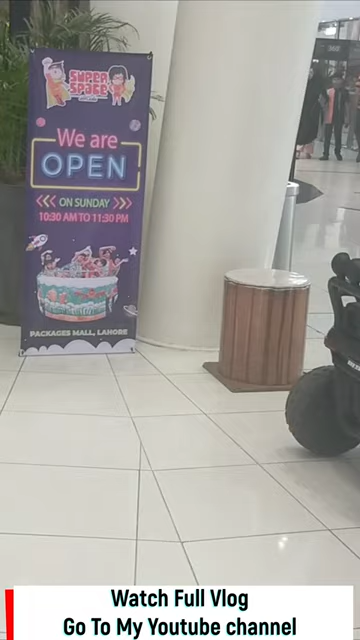 SUPER
SPACE
We are
OPEN
ON SUNDAY
10:30 AM TO 11:30 PM
PACKAGES MALL, LAHORE
360
Watch Full Vlog
Go To My Youtube channel